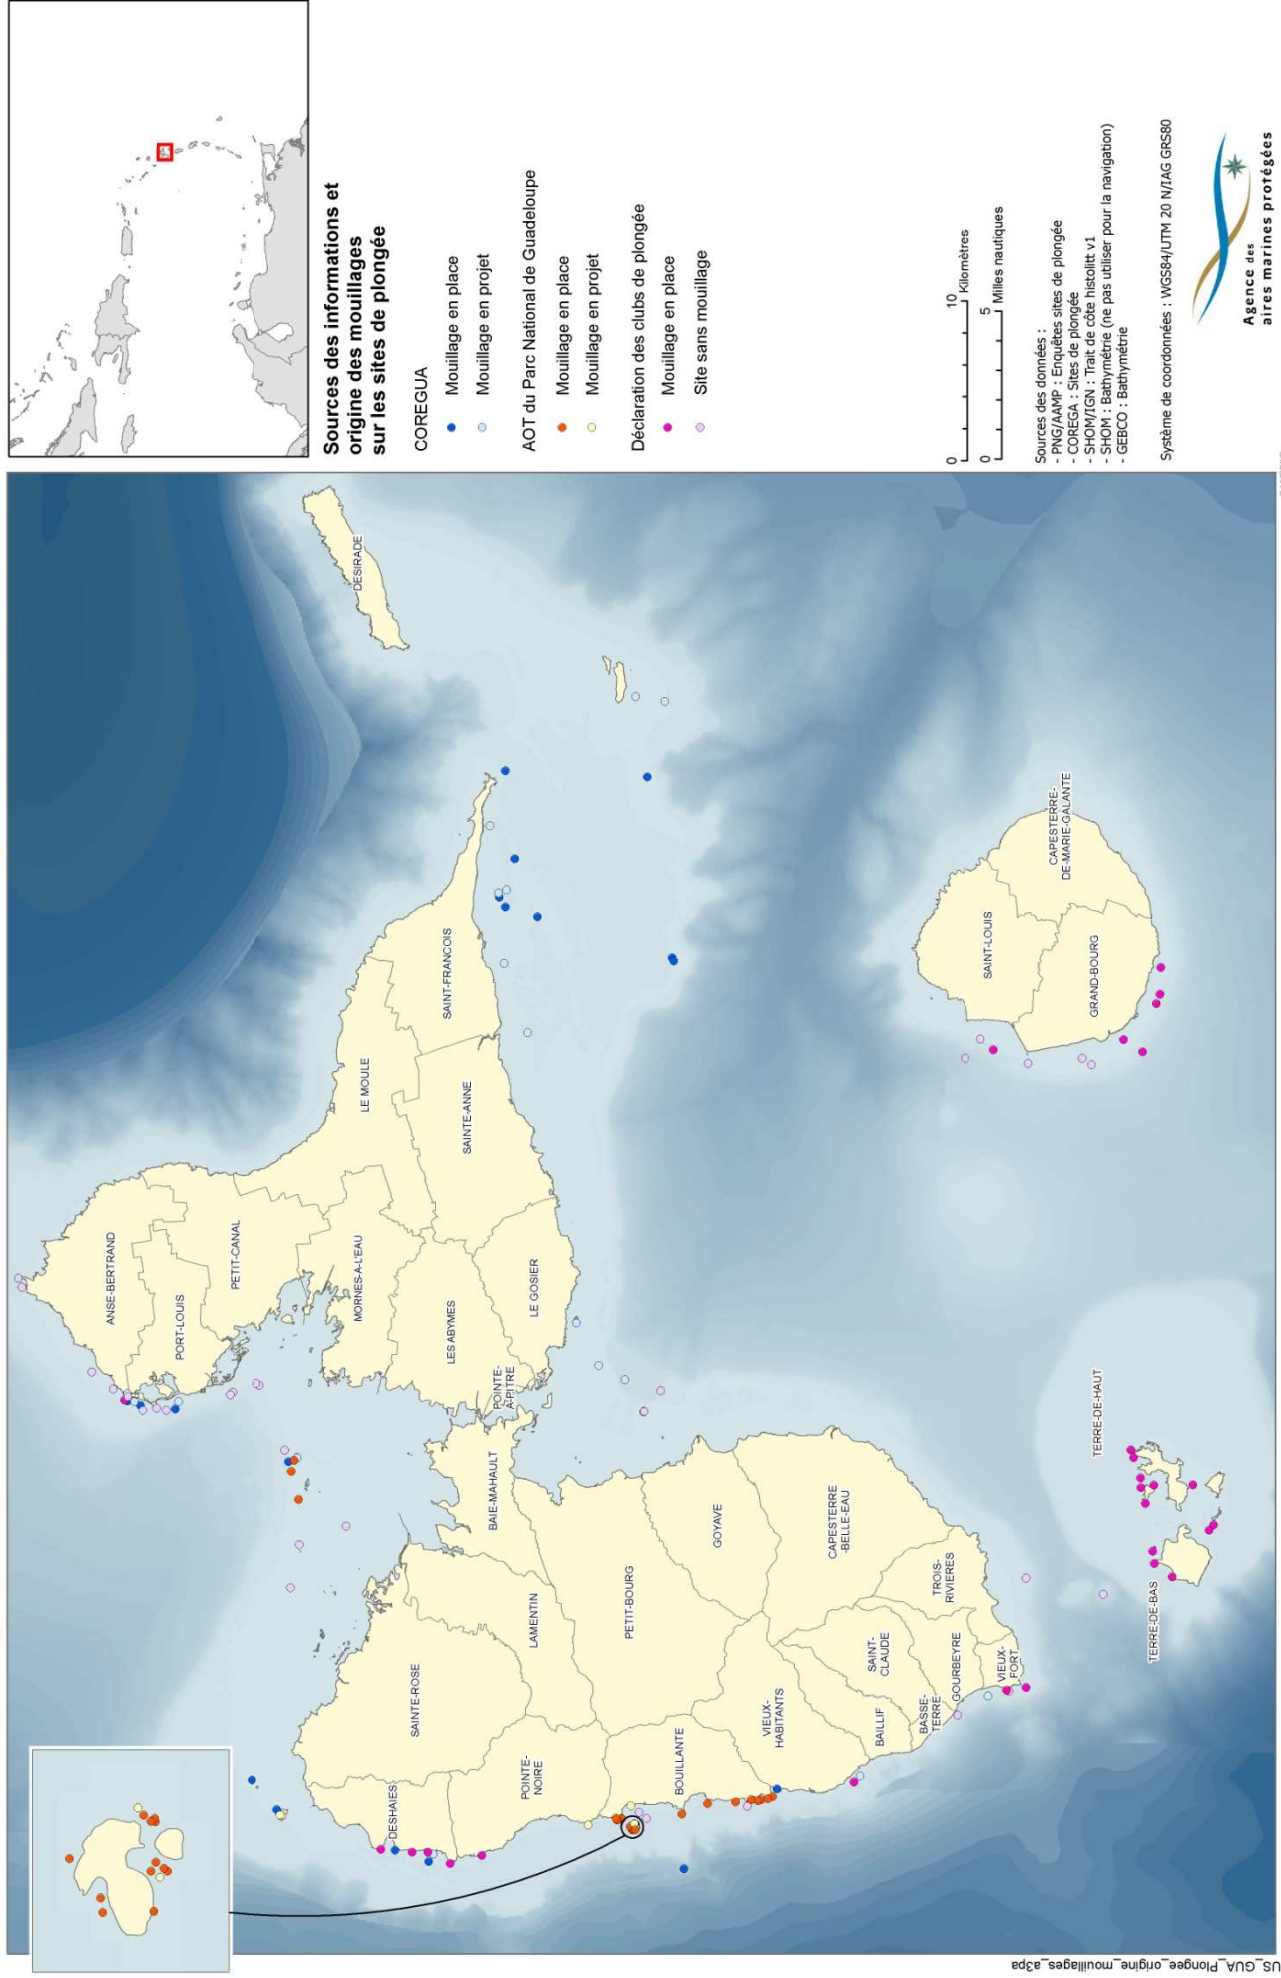 Sources des informations et
origine des mouillages
sur les sites de plongée
COREGUA
Mouillage en place
Mouillage en projet
AOT du Parc National de Guadeloupe
Mouillage en place
Mouillage en projet
Déclaration des clubs de plongée
Mouillage en place
Site sans mouillage
0 10 Kilomètres
0 5 Milles nautiques
Sources des données :
- PNG/AAMP : Enquêtes sites de plongée
- COREGA : Sites de plongée
- SHOM/IGN : Trait de côte histolitt v1
- SHOM : Bathymétrie (ne pas utiliser pour la navigation)
- GEBCO : Bathymétrie
Système de coordonnées : WGS84/UTM 20 N/IAG GRS80
Agence des
aires marines protégées
ANSE-BERTRAND
PORT-LOUIS
PETIT-CANAL
MORNES-A-L'EAU
LE MOULE
LES ABYMES
SAINTE-ANNE
SAINT-FRANCOIS
LE GOSIER
POINTE-
A-PITRE
DESIRADE
BAIE-MAHAULT
SAINTE-ROSE
LAMENTIN
DESHAIES
POINTE-
NOIRE
PETIT-BOURG
GOYAVE
BOUILLANTE
VIEUX-
HABITANTS
CAPESTERRE
-BELLE-EAU
SAINT-
CLAUDE
BAILLIF
TROIS-
RIVIERES
BASSE-
TERRE
GOURBEYRE
VIEUX-
FORT
SAINT-LOUIS
CAPESTERRE-
DE-MARIE-GALANTE
GRAND-BOURG
TERRE-DE-HAUT
TERRE-DE-BAS
US_GUA_Plongee_origine_mouillages_a3pa